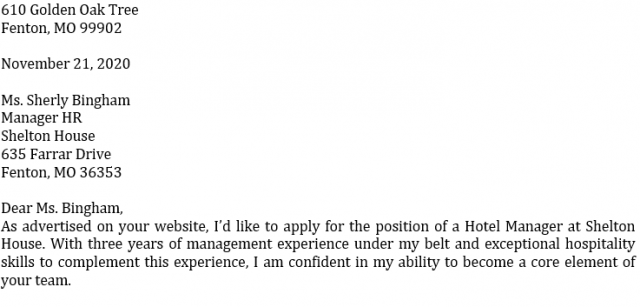 610 Golden Oak Tree
Fenton, MO 99902
November 21, 2020
Ms. Sherly Bingham
Manager HR
Shelton House
635 Farrar Drive
Fenton, MO 36353
Dear Ms. Bingham,
As advertised on your website, I'd like to apply for the position of a Hotel Manager at Shelton
House. With three years of management experience under my belt and exceptional hospitality
skills to complement this experience, I am confident in my ability to become a core element of
your team.